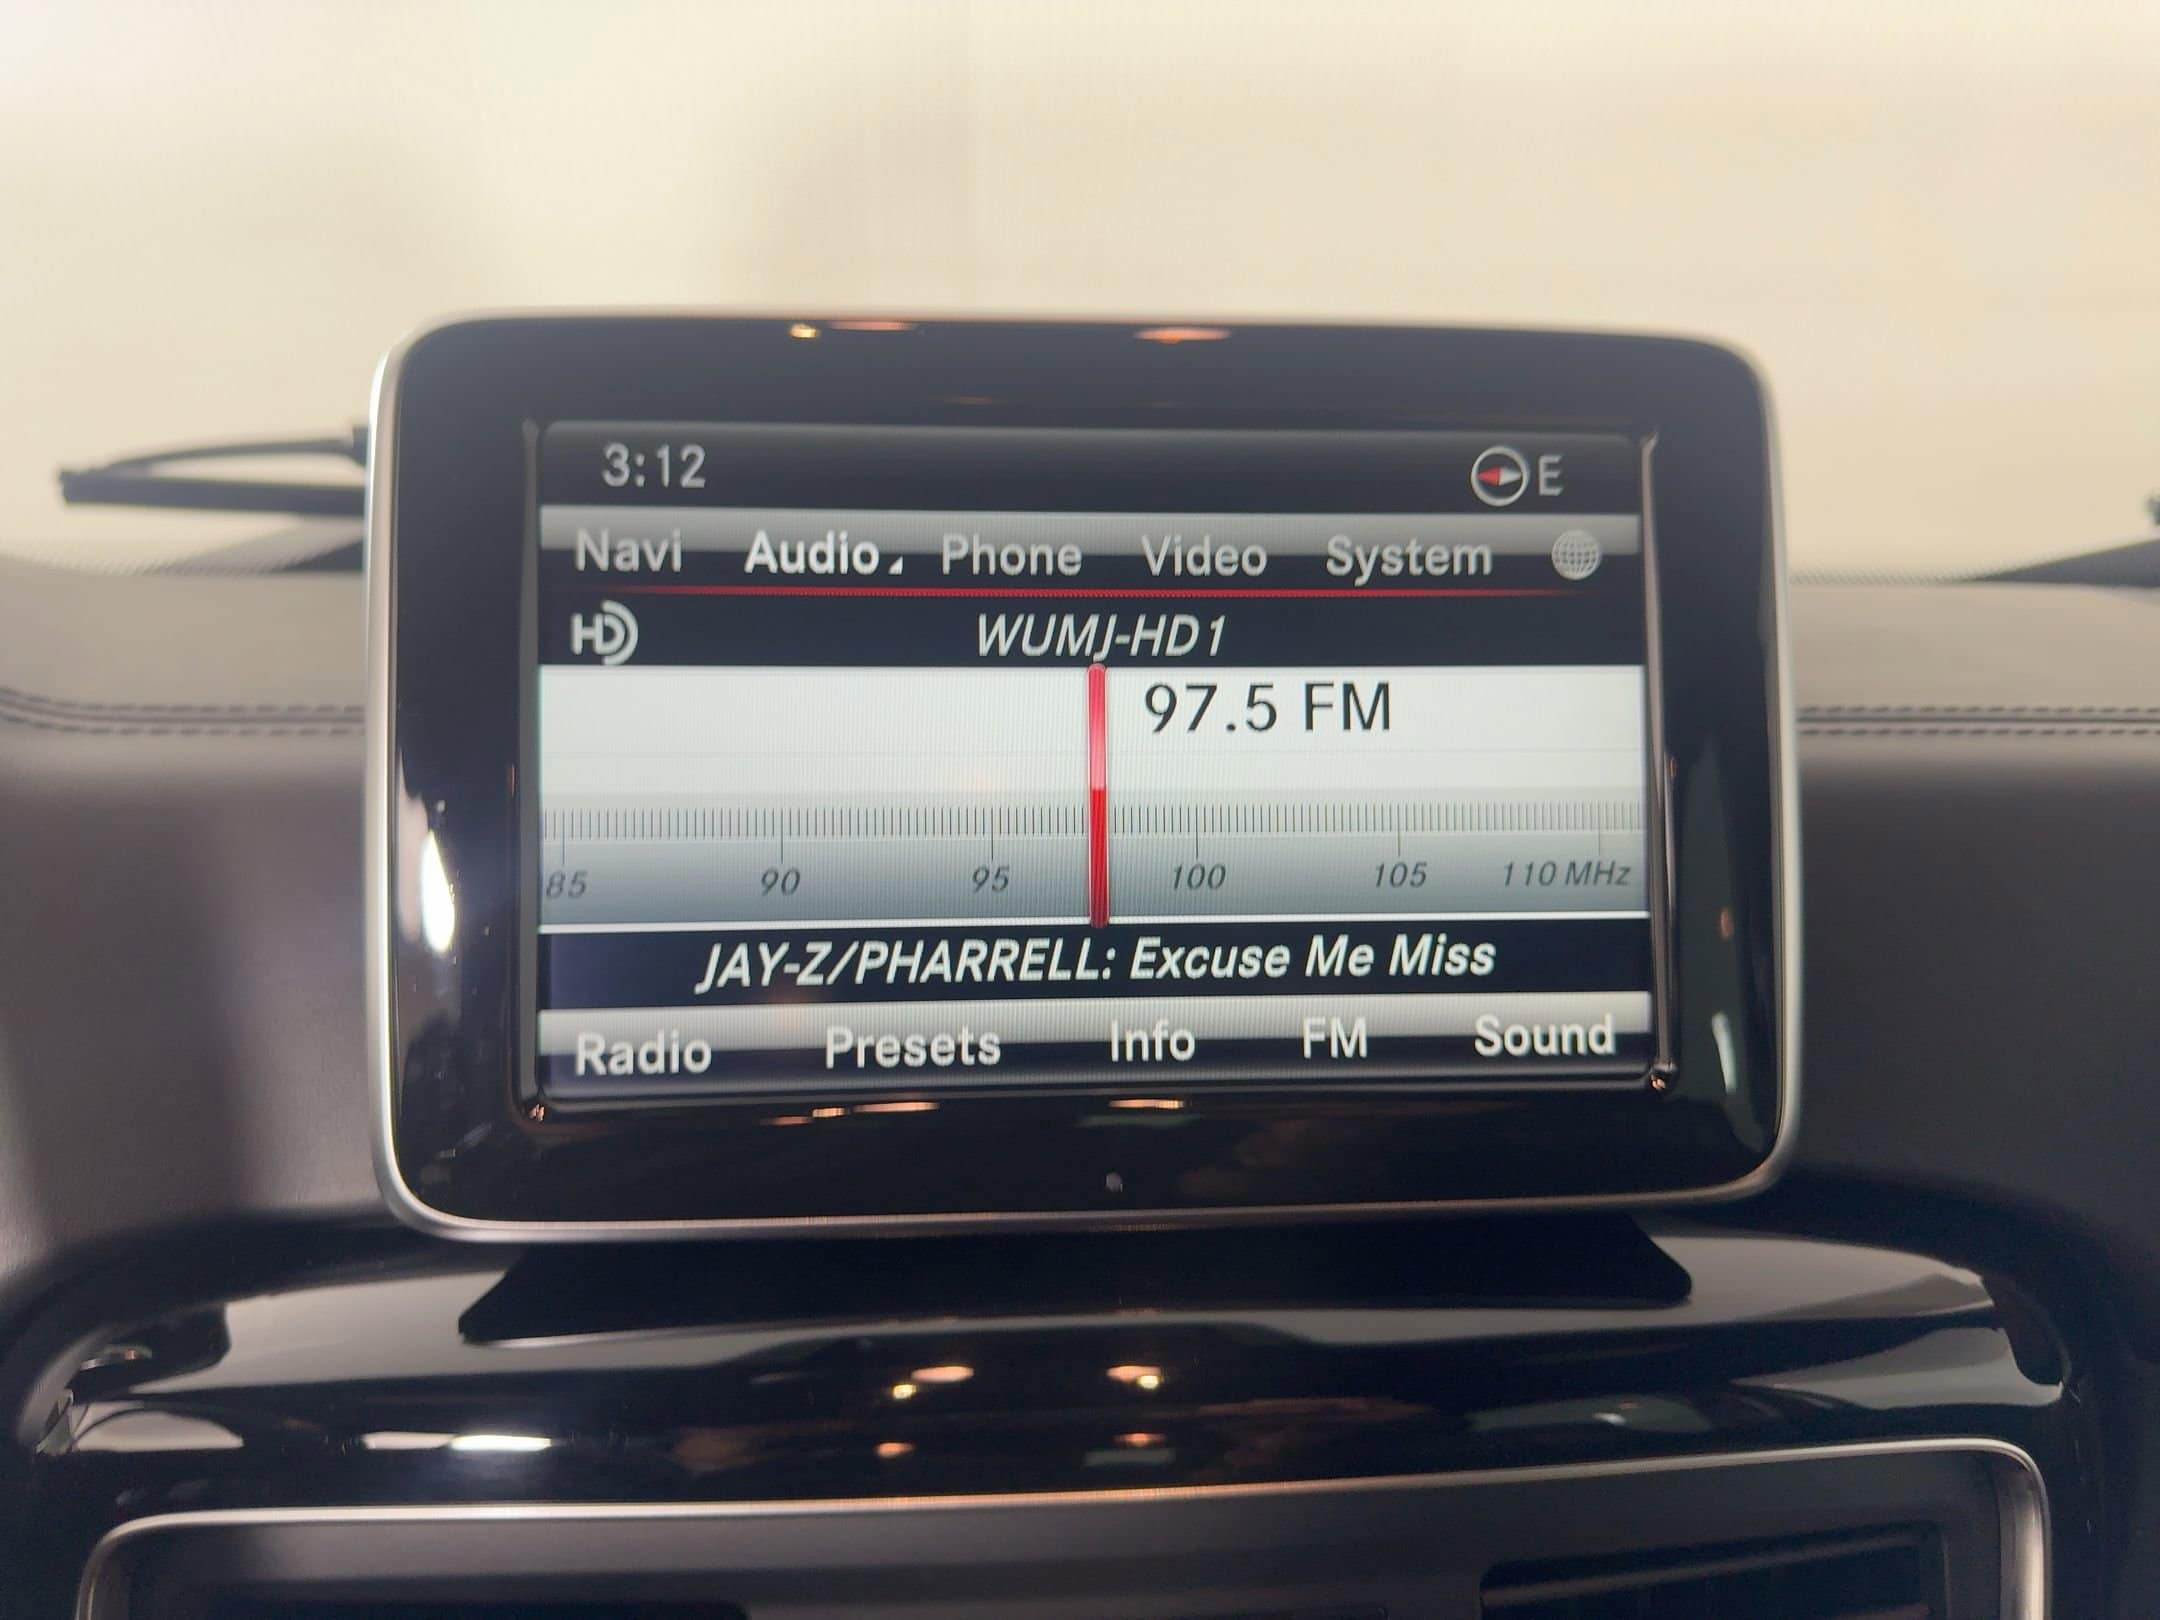 3:12 E
Navi Audio Phone Video System
HD WUMJ-HD1
97.5 FM
85 90 95 100 105 110 MHz
JAY-Z/PHARRELL: Excuse Me Miss
Radio Presets Info FM Sound